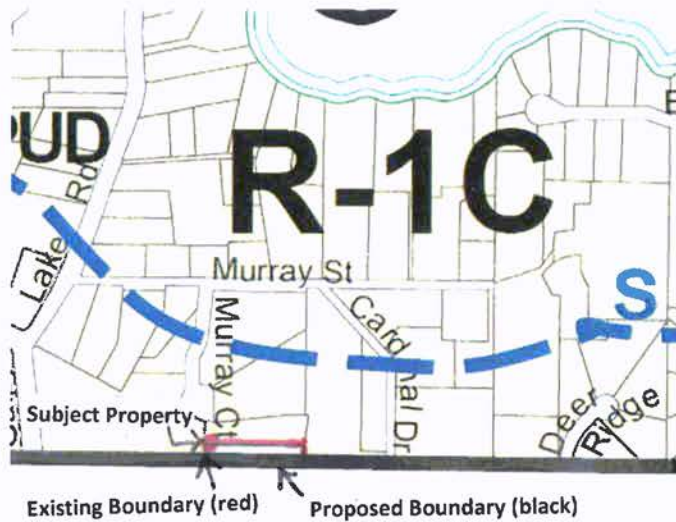 PUD
R-1C
Lake Rd
Murray St
S
Murray Ct
Cardinal Dr
Deer Ridge
Subject Property
Existing Boundary (red)
Proposed Boundary (black)